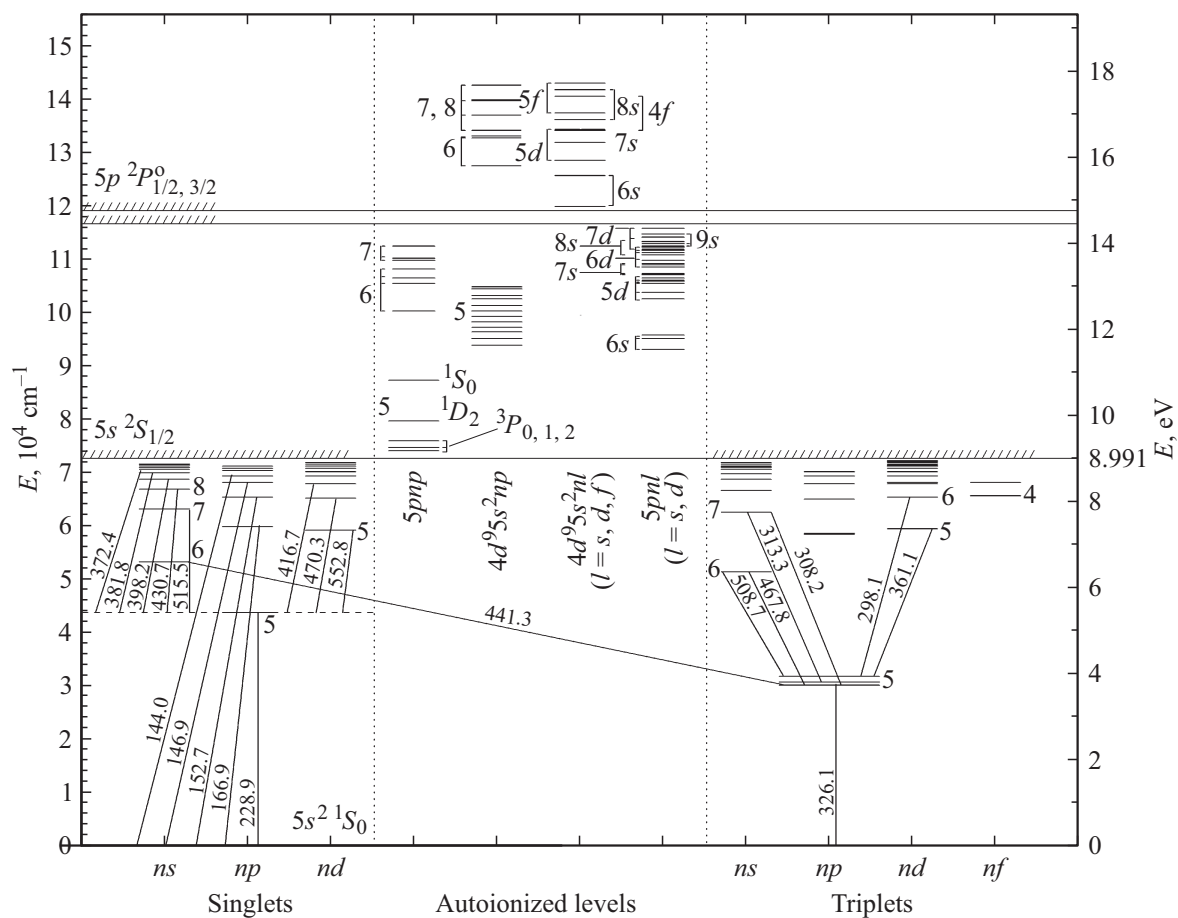 15
14
13
12
11
10
9
8
7
6
5
4
3
2
1
0
E, 10⁴ cm⁻¹
18
16
14
12
10
8.991
8
6
4
2
0
E, eV
5p ²P°₁/₂, ₃/₂
5s ²S₁/₂
7, 8
6
5f
8s
4f
5d
7s
6s
7
6
5
8s
7d
9s
6d
7s
5d
6s
5
¹S₀
¹D₂
³P₀, ₁, ₂
5pnp
4d⁹5s²np
4d⁹5s²nl
(l = s, d, f)
5pnl
(l = s, d)
8
7
6
5
5
372.4
381.8
398.2
430.7
515.5
416.7
470.3
552.8
441.3
144.0
146.9
152.7
166.9
228.9
5s² ¹S₀
7
6
6
5
4
5
508.7
467.8
313.3
308.2
298.1
361.1
326.1
ns
np
nd
ns
np
nd
nf
Singlets
Autoionized levels
Triplets